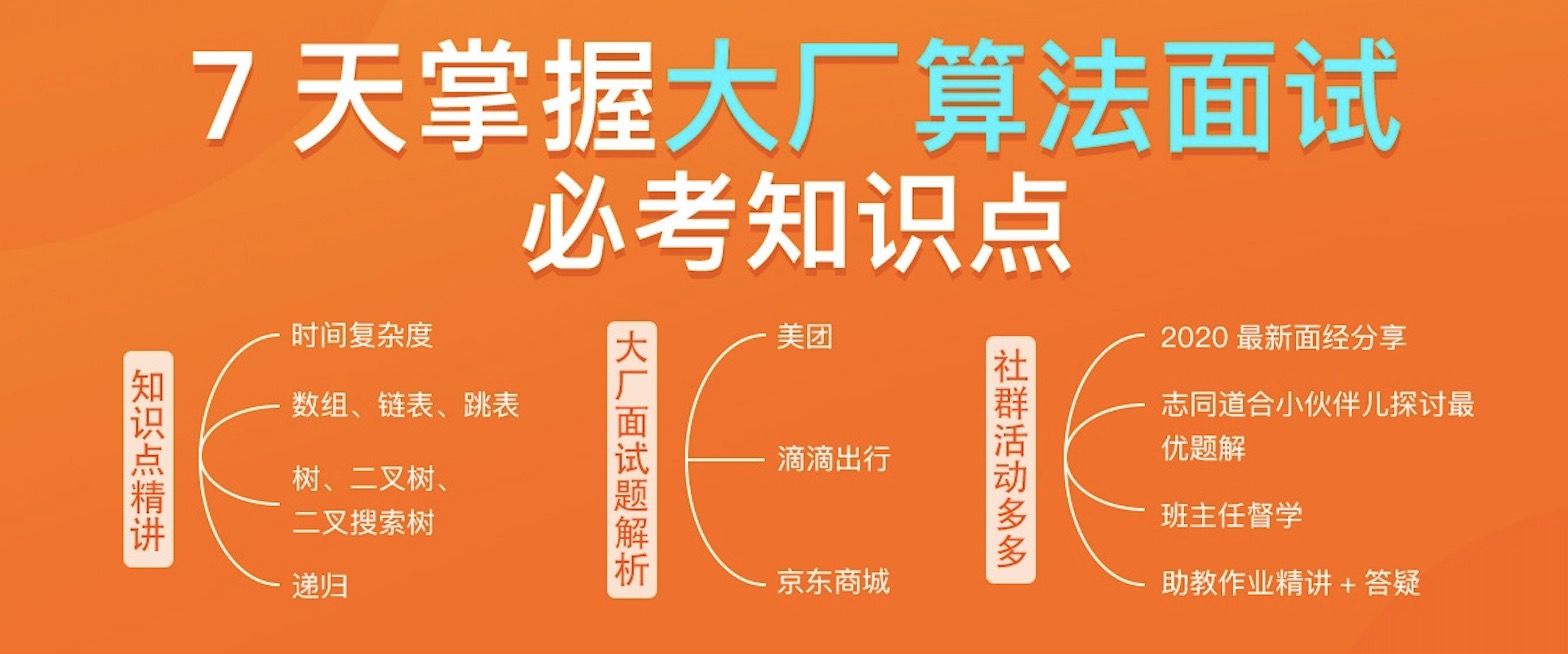 7 天掌握大厂算法面试
必考知识点
知识点精讲
时间复杂度
数组、链表、跳表
树、二叉树、
二叉搜索树
递归
大厂面试题解析
美团
滴滴出行
京东商城
社群活动多多
2020 最新面经分享
志同道合小伙伴儿探讨最
优题解
班主任督学
助教作业精讲 + 答疑